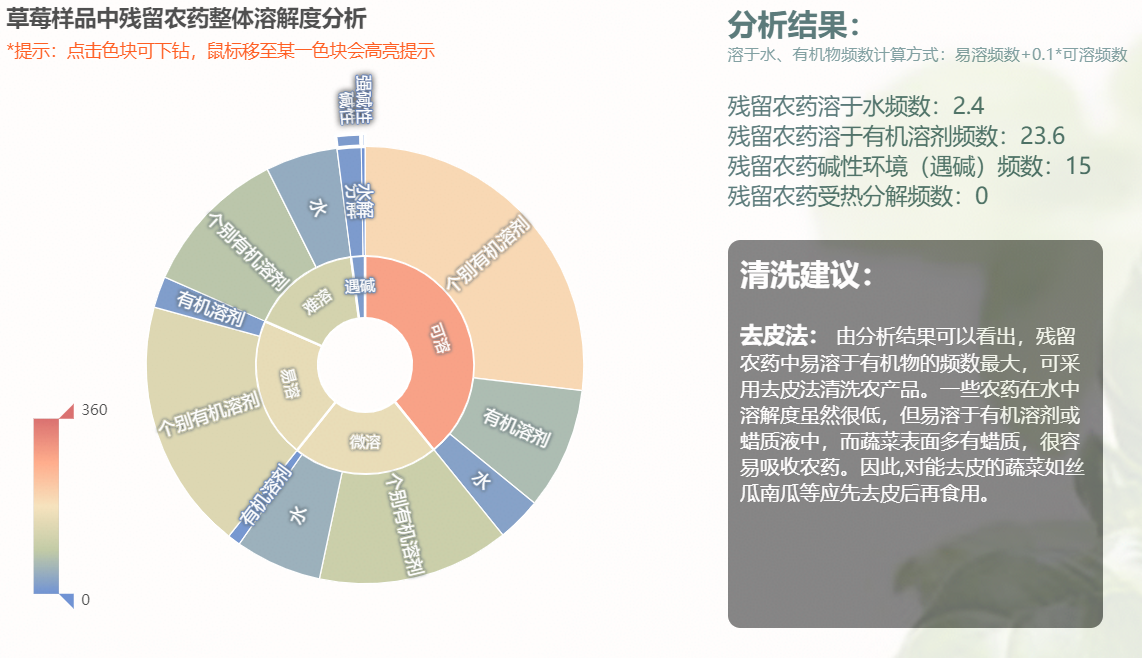 草莓样品中残留农药整体溶解度分析
*提示：点击色块可下钻，鼠标移至某一色块会高亮提示
强碱性
碱性
水
分解
水解
个别有机溶剂
个别有机溶剂
难溶
遇碱
有机溶剂
可溶
易溶
个别有机溶剂
有机溶剂
微溶
水
有机溶剂
水
个别有机溶剂
360
0
分析结果：
溶于水、有机物频数计算方式：易溶频数+0.1*可溶频数
残留农药溶于水频数：2.4
残留农药溶于有机溶剂频数：23.6
残留农药碱性环境（遇碱）频数：15
残留农药受热分解频数：0
清洗建议：
去皮法： 由分析结果可以看出，残留
农药中易溶于有机物的频数最大，可采
用去皮法清洗农产品。一些农药在水中
溶解度虽然很低，但易溶于有机溶剂或
蜡质液中，而蔬菜表面多有蜡质，很容
易吸收农药。因此,对能去皮的蔬菜如丝
瓜南瓜等应先去皮后再食用。